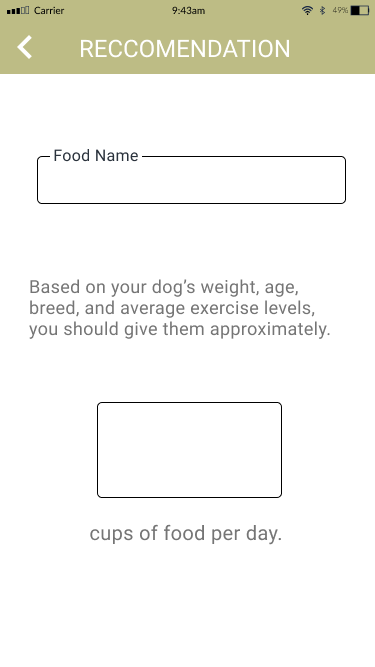 Carrier 9:43am 49%
RECCOMENDATION
Food Name
Based on your dog’s weight, age,
breed, and average exercise levels,
you should give them approximately.
cups of food per day.